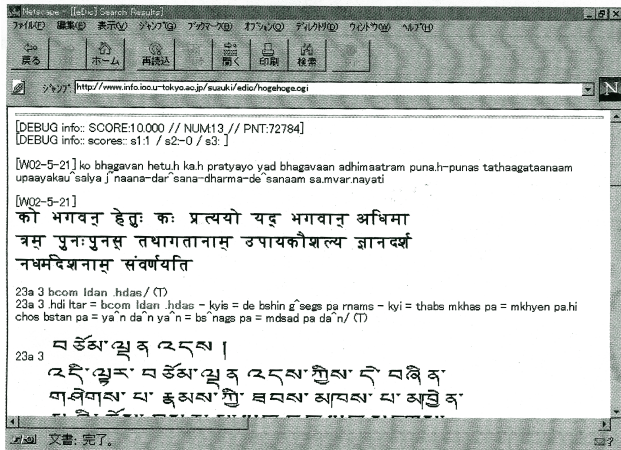 Netscape - [[eDic] Search Results]
ファイル(F) 編集(E) 表示(V) ジャンプ(G) ブックマーク(B) オプション(O) ディレクトリ(D) ウィンドウ(W) ヘルプ(H)
戻る ホーム 再読込 開く 印刷 検索
ジャンプ: http://www.info.ioc.u-tokyo.ac.jp/suzuki/edic/hogehoge.ogi
N
[DEBUG info:: SCORE:10.000 // NUM:13 // PNT:72784]
[DEBUG info:: scores:: s1:1 / s2:-0 / s3: ]
[W02-5-21] ko bhagavan hetu.h ka.h pratyayo yad bhagavaan adhimaatram puna.h-punas tathaagataanaam
upaayakau^salya j~naana-dar^sana-dharma-de^sanaam sa.mvar.nayati
[W02-5-21]
को भगवन् हेतुः कः प्रत्ययो यद् भगवान् अधिमा
त्रम् पुनःपुनस् तथागतानाम् उपायकौशल्य ज्ञानदर्श
नधर्मदेशनाम् संवर्णयति
23a 3 bcom ldan .hdas/ (T)
23a 3 .hdi ltar = bcom ldan .hdas - kyis = de bshin g^segs pa rnams - kyi = thabs mkhas pa = mkhyen pa.hi
chos bstan pa = ya^n da^n ya^n = bs^nags pa = mdsad pa da^n/ (T)
23a 3 བཅོམ་ལྡན འདས །
འདི་ལྟར་ བཅོམ་ལྡན འདས་ཀྱིས་ དེ་ བཞིན་
གཤེགས་ པ་ རྣམས་ཀྱི་ ཐབས་ མཁས་ པ་ མཁྱེན་
文書: 完了。